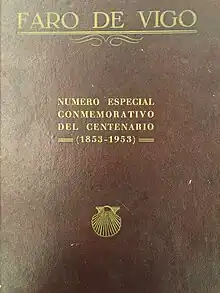 FARO DE VIGO
NUMERO ESPECIAL
CONMEMORATIVO
DEL CENTENARIO
(1853-1953)